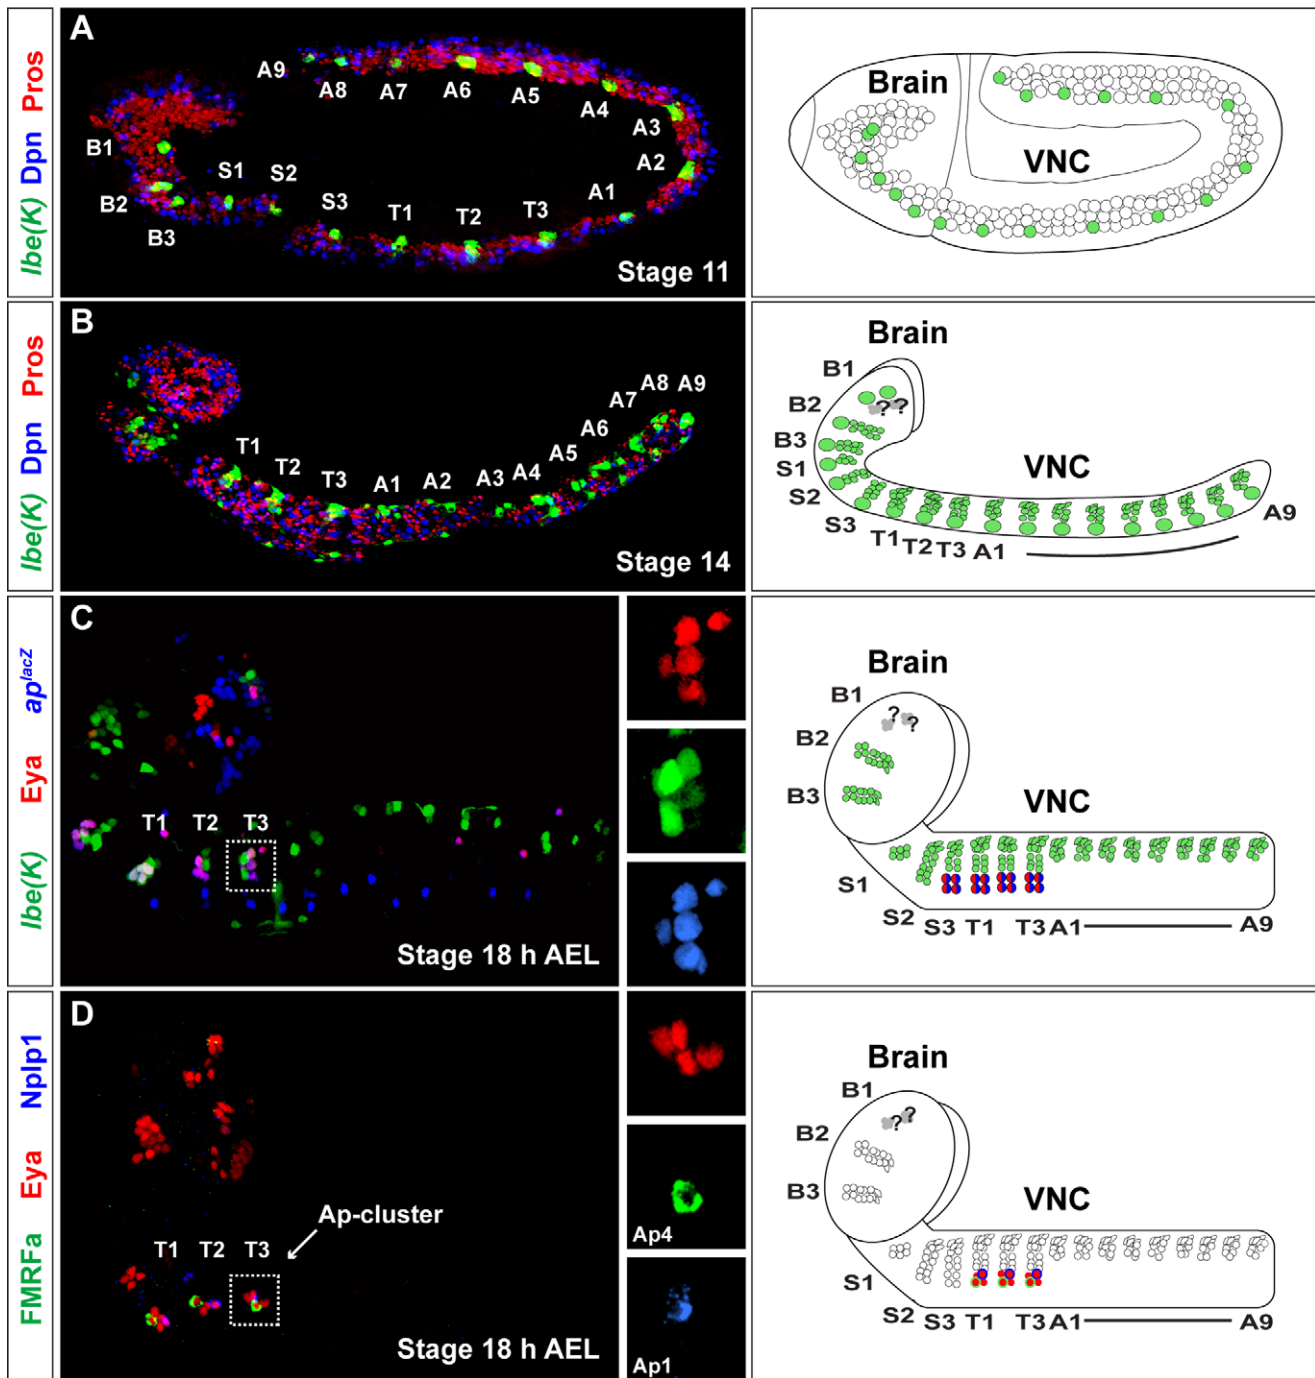 lbe(K) Dpn Pros
A
A9
A8
A7
A6
A5
A4
A3
A2
A1
B1
B2
B3
S1
S2
S3
T1
T2
T3
Stage 11
Brain
VNC
lbe(K) Dpn Pros
B
T1
T2
T3
A1
A2
A3
A4
A5
A6
A7
A8
A9
Stage 14
Brain
B1
B2
B3
S1
S2
S3
T1
T2
T3
A1
A9
? ?
VNC
lbe(K) Eya ap^lacZ
C
T1
T2
T3
Stage 18 h AEL
Brain
B1
B2
B3
? ?
VNC
S1
S2
S3 T1 T3 A1 A9
FMRFa Eya Nplp1
D
Ap-cluster
T1
T2
T3
Stage 18 h AEL
Ap4
Ap1
Brain
B1
B2
B3
? ?
VNC
S1
S2
S3 T1 T3 A1 A9